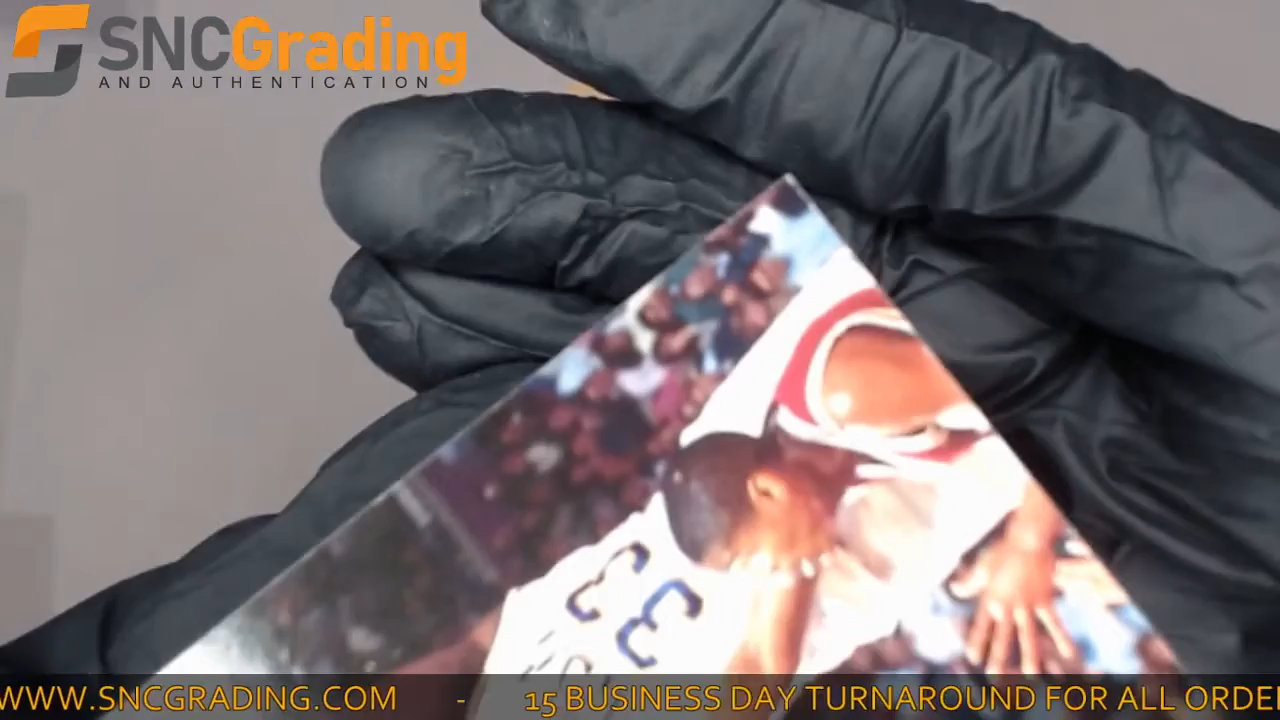 SNCGrading
AND AUTHENTICATION
33
WWW.SNCGRADING.COM - 15 BUSINESS DAY TURNAROUND FOR ALL ORDE